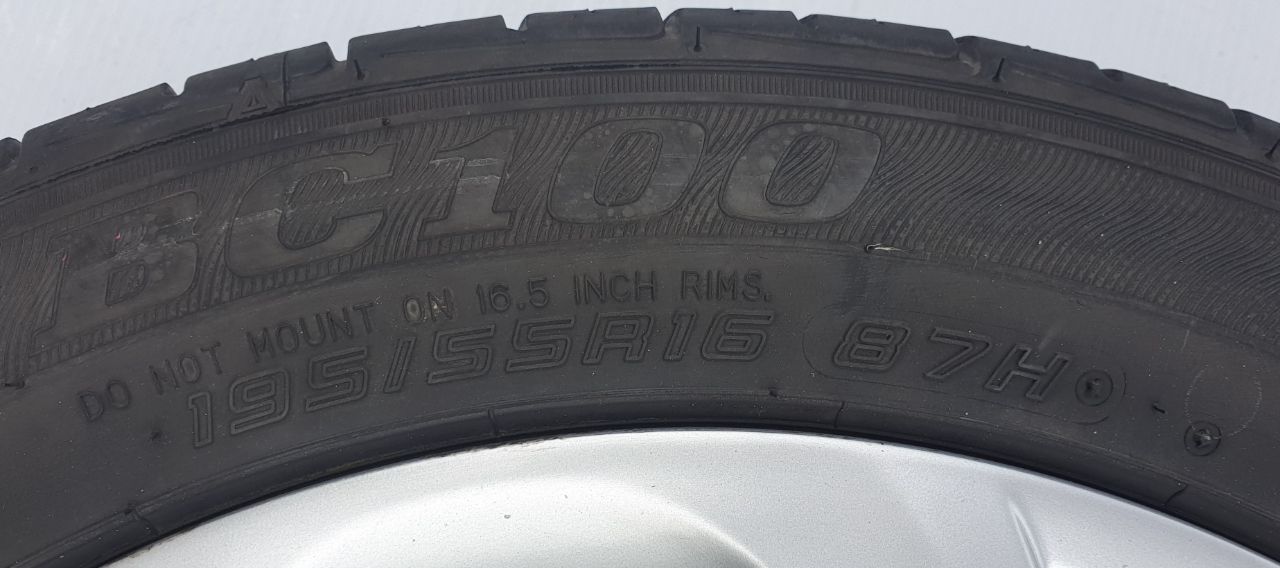 BC100
DO NOT MOUNT ON 16.5 INCH RIMS.
195/55R16 87H